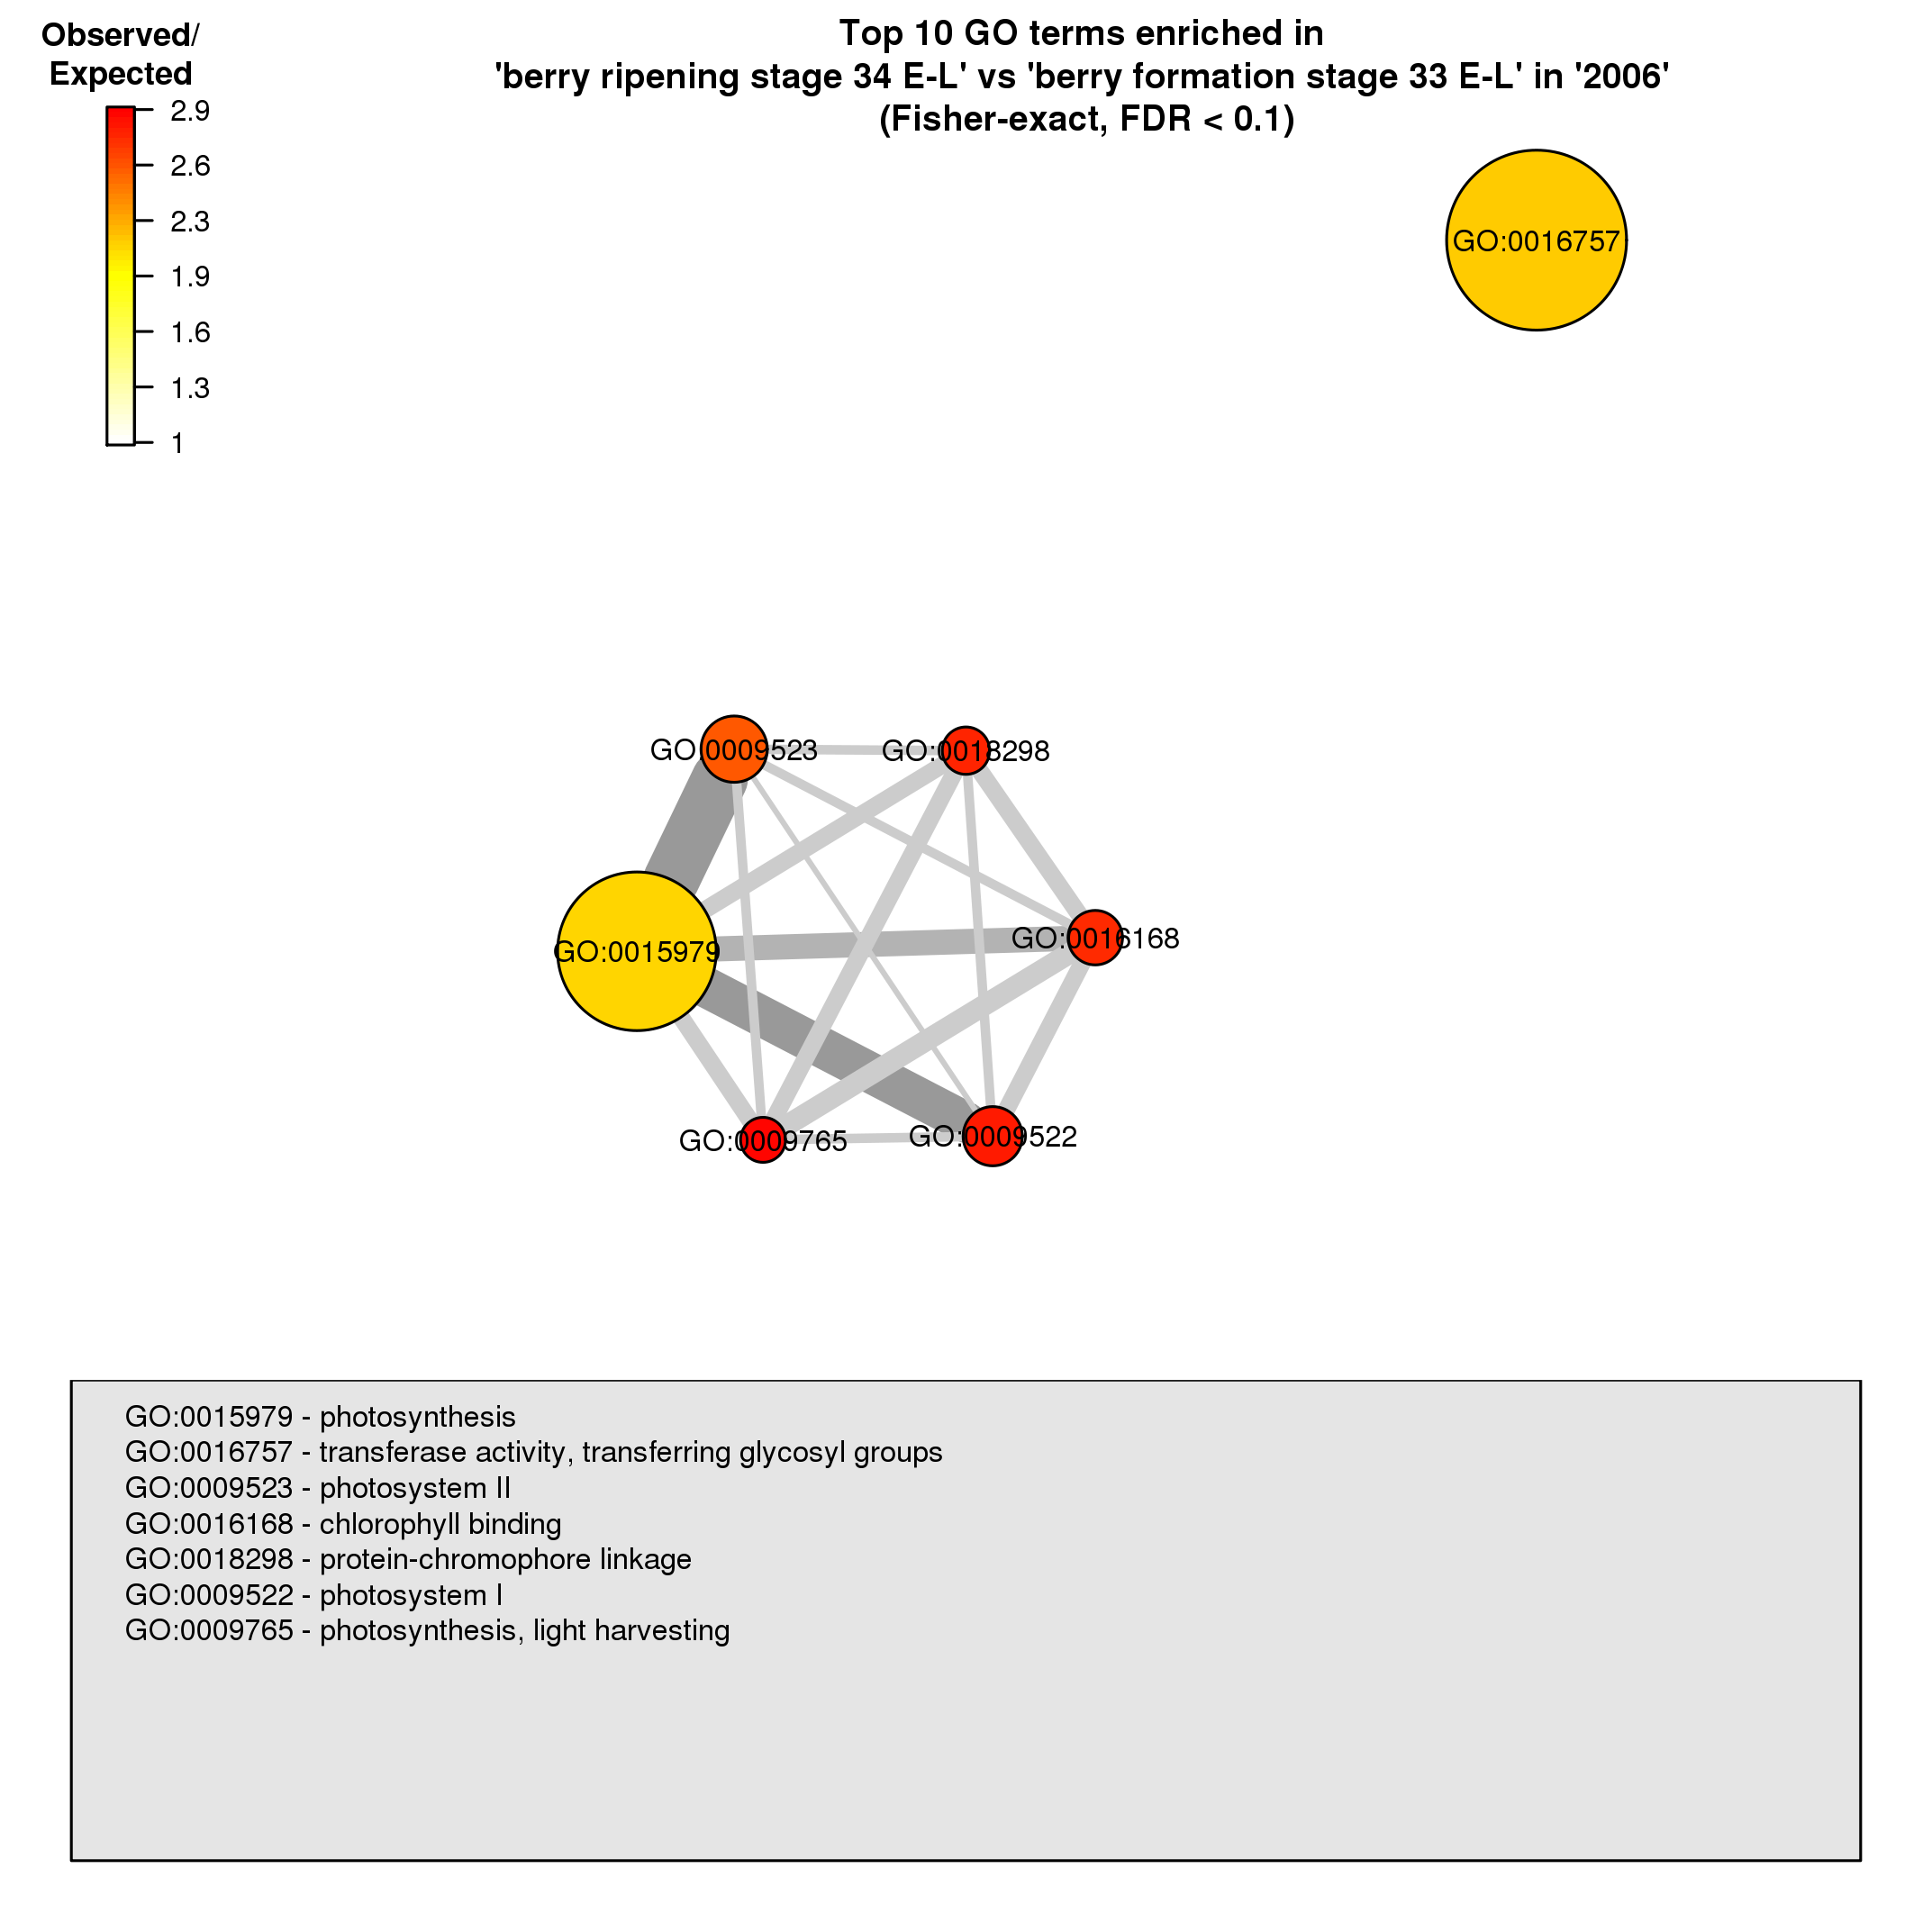 Observed/
Expected
2.9
2.6
2.3
1.9
1.6
1.3
1
Top 10 GO terms enriched in
'berry ripening stage 34 E-L' vs 'berry formation stage 33 E-L' in '2006'
(Fisher-exact, FDR < 0.1)
GO:0016757
GO:0009523
GO:0018298
GO:0016168
GO:0015979
GO:0009765
GO:0009522
GO:0015979 - photosynthesis
GO:0016757 - transferase activity, transferring glycosyl groups
GO:0009523 - photosystem II
GO:0016168 - chlorophyll binding
GO:0018298 - protein-chromophore linkage
GO:0009522 - photosystem I
GO:0009765 - photosynthesis, light harvesting